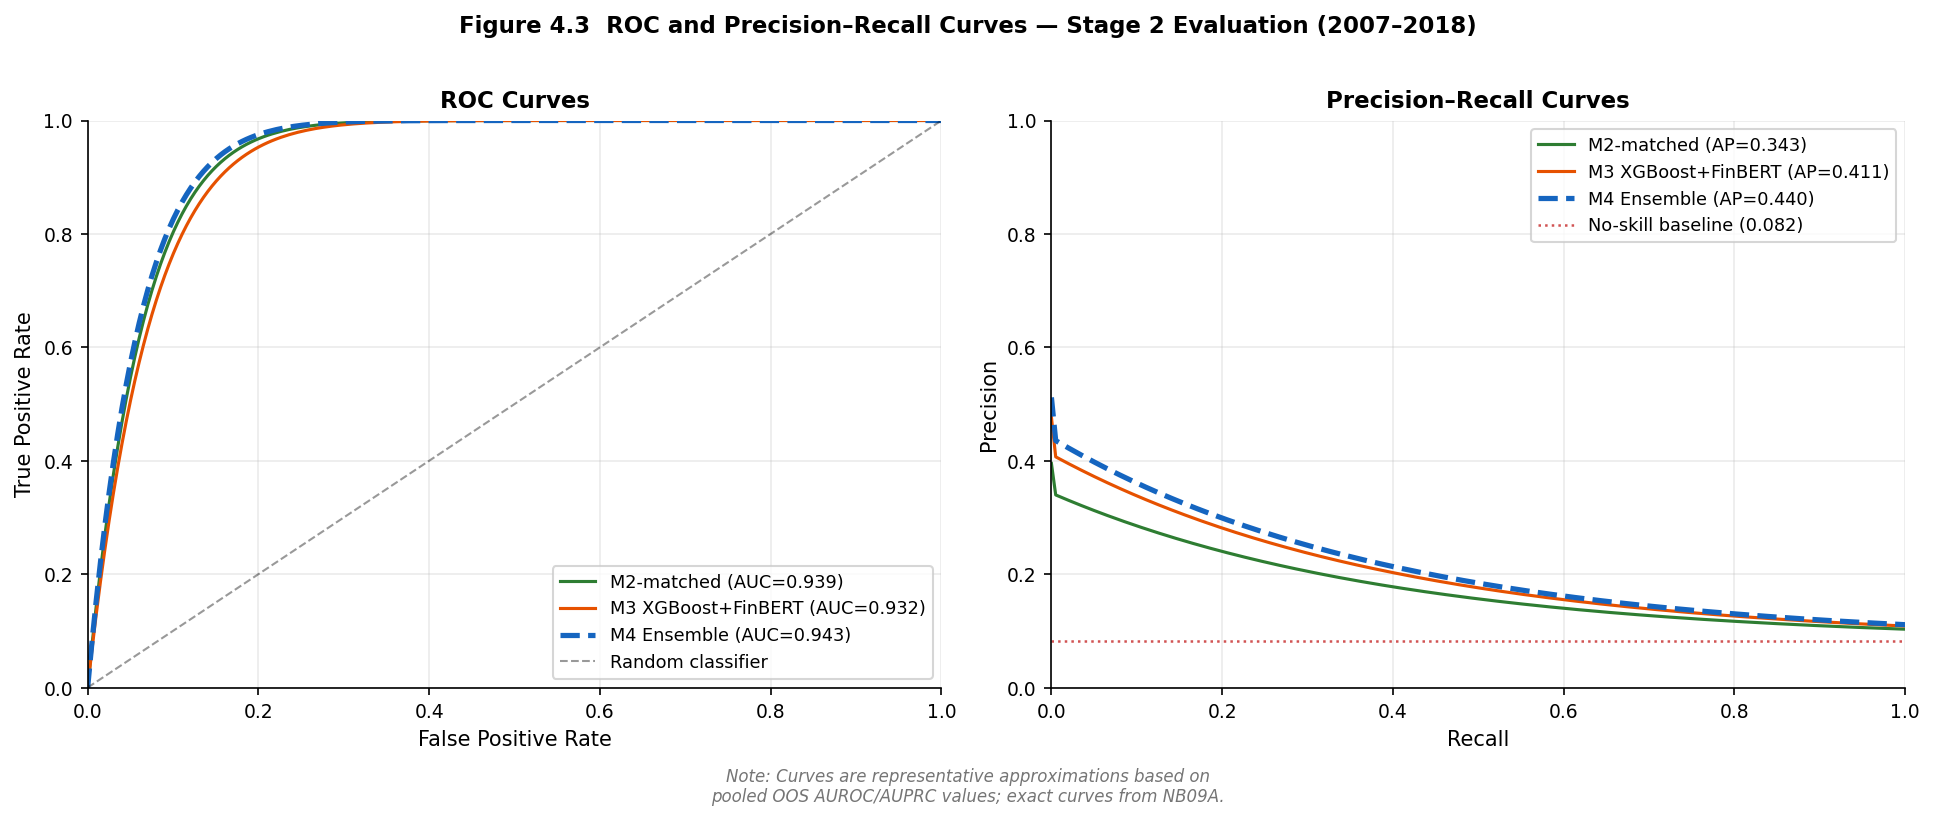 Figure 4.3  ROC and Precision–Recall Curves — Stage 2 Evaluation (2007–2018)
ROC Curves
True Positive Rate
1.0
0.8
0.6
0.4
0.2
0.0
0.0 0.2 0.4 0.6 0.8 1.0
False Positive Rate
M2-matched (AUC=0.939)
M3 XGBoost+FinBERT (AUC=0.932)
M4 Ensemble (AUC=0.943)
Random classifier
Precision–Recall Curves
Precision
1.0
0.8
0.6
0.4
0.2
0.0
0.0 0.2 0.4 0.6 0.8 1.0
Recall
M2-matched (AP=0.343)
M3 XGBoost+FinBERT (AP=0.411)
M4 Ensemble (AP=0.440)
No-skill baseline (0.082)
Note: Curves are representative approximations based on
pooled OOS AUROC/AUPRC values; exact curves from NB09A.